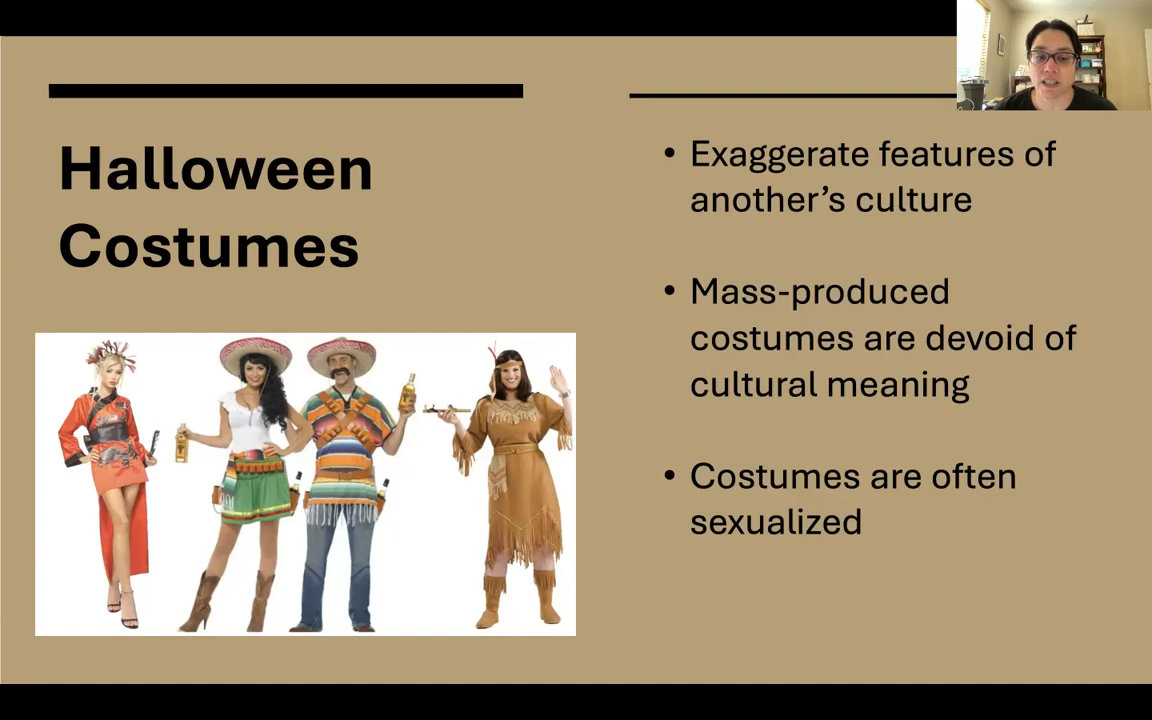 Halloween
Costumes
• Exaggerate features of
another’s culture
• Mass-produced
costumes are devoid of
cultural meaning
• Costumes are often
sexualized